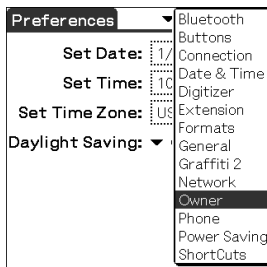 Preferences
Set Date: 1/
Set Time: 10
Set Time Zone: US
Daylight Saving:
Bluetooth
Buttons
Connection
Date & Time
Digitizer
Extension
Formats
General
Graffiti 2
Network
Owner
Phone
Power Saving
ShortCuts